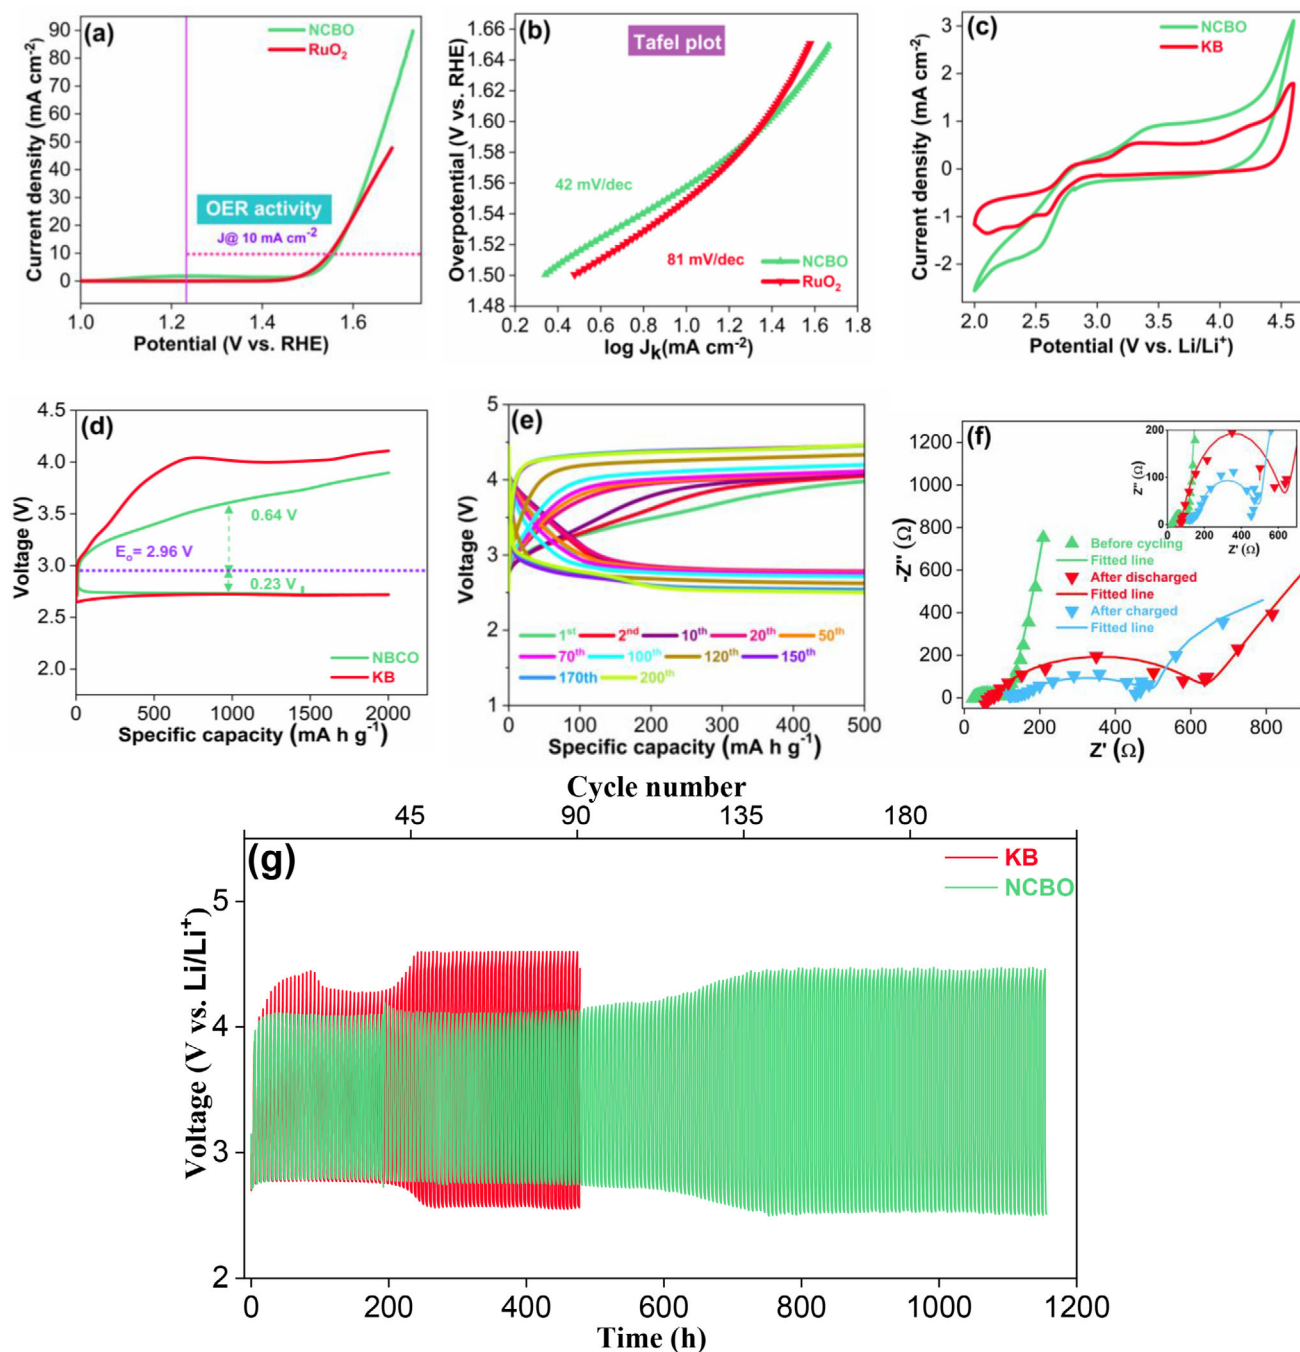 (a)
NCBO
RuO2
OER activity
J@ 10 mA cm-2
Current density (mA cm-2)
90
80
70
60
50
40
30
20
10
0
1.0
1.2
1.4
1.6
Potential (V vs. RHE)
(b)
Tafel plot
42 mV/dec
81 mV/dec
NCBO
RuO2
Overpotential (V vs. RHE)
1.66
1.64
1.60
1.56
1.52
1.50
1.48
0.2
0.4
0.6
0.8
1.0
1.2
1.4
1.6
1.8
log Jk(mA cm-2)
(c)
NCBO
KB
Current density (mA cm-2)
3
2
1
0
-1
-2
2.0
2.5
3.0
3.5
4.0
4.5
Potential (V vs. Li/Li+)
(d)
0.64 V
Eo= 2.96 V
0.23 V
NBCO
KB
Voltage (V)
4.5
4.0
3.5
3.0
2.5
2.0
0
500
1000
1500
2000
Specific capacity (mA h g-1)
(e)
1st
2nd
10th
20th
50th
70th
100th
120th
150th
170th
200th
Voltage (V)
5
4
3
2
1
0
100
200
300
400
500
Specific capacity (mA h g-1)
(f)
Before cycling
Fitted line
After discharged
Fitted line
After charged
Fitted line
-Z'' (Ω)
1200
1000
800
600
400
200
0
0
200
400
600
800
Z' (Ω)
Z'' (Ω)
200
100
0
0
200
400
600
Z' (Ω)
Cycle number
45
90
135
180
(g)
KB
NCBO
Voltage (V vs. Li/Li+)
5
4
3
2
0
200
400
600
800
1000
1200
Time (h)